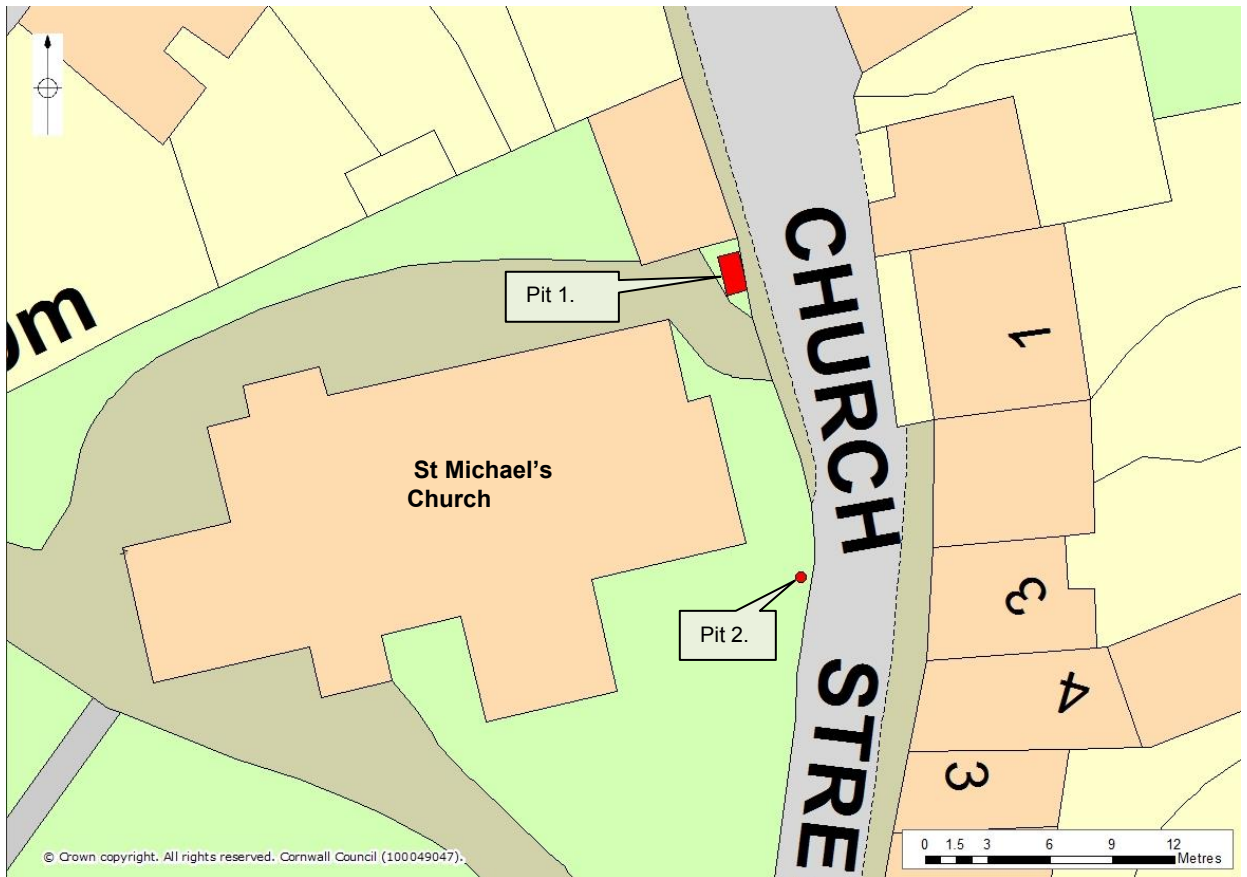 om
Pit 1.
CHURCH STRE
1
St Michael’s
Church
Pit 2.
3
4
3
© Crown copyright. All rights reserved. Cornwall Council (100049047).
0 1.5 3 6 9 12
Metres